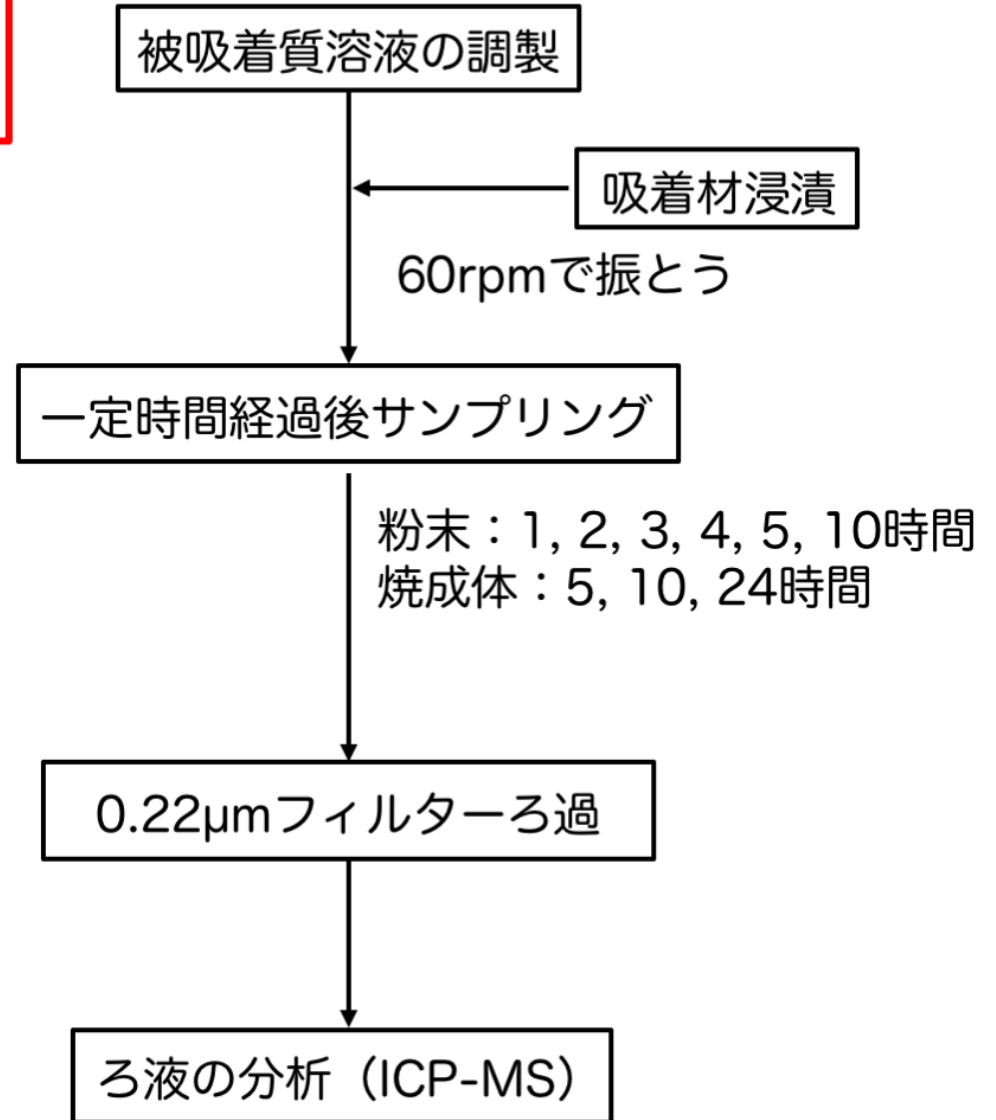 被吸着質溶液の調製
吸着材浸漬
60rpmで振とう
一定時間経過後サンプリング
粉末：1, 2, 3, 4, 5, 10時間
焼成体：5, 10, 24時間
0.22μmフィルターろ過
ろ液の分析（ICP-MS）